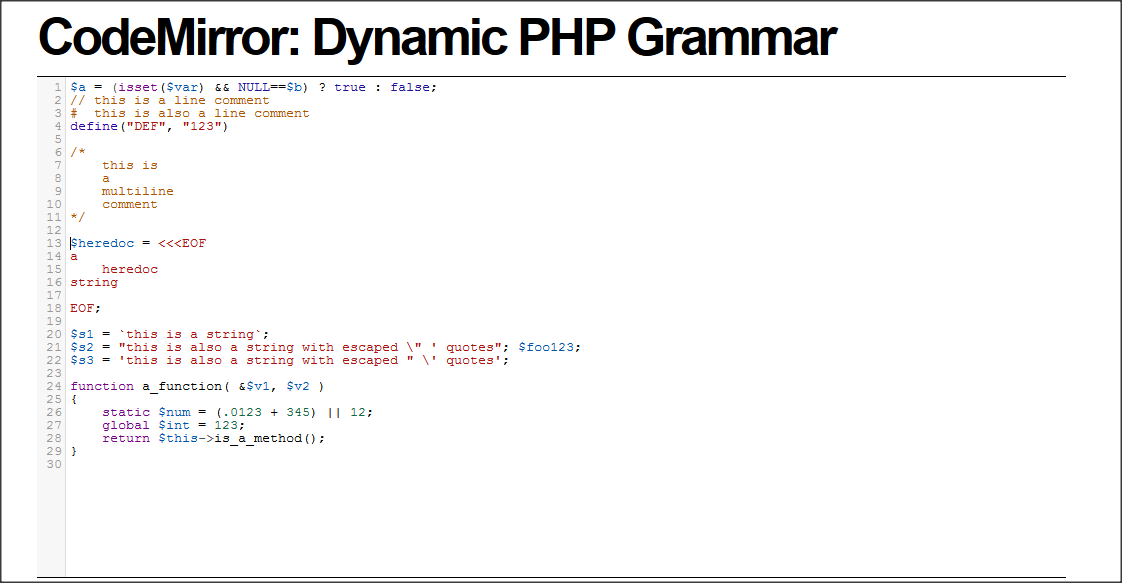 CodeMirror: Dynamic PHP Grammar
1 $a = (isset($var) && NULL==$b) ? true : false;
2 // this is a line comment
3 #  this is also a line comment
4 define("DEF", "123")
5
6 /*
7     this is
8     a
9     multiline
10     comment
11 */
12
13 $heredoc = <<<EOF
14 a
15     heredoc
16 string
17
18 EOF;
19
20 $s1 = `this is a string`;
21 $s2 = "this is also a string with escaped \" ' quotes"; $foo123;
22 $s3 = 'this is also a string with escaped " \' quotes';
23
24 function a_function( &$v1, $v2 )
25 {
26     static $num = (.0123 + 345) || 12;
27     global $int = 123;
28     return $this->is_a_method();
29 }
30